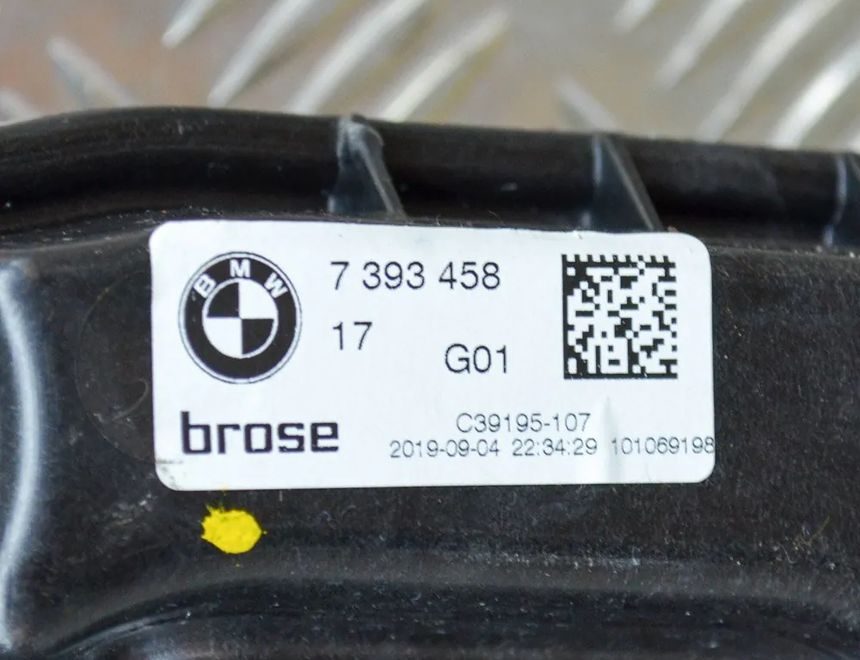 BMW
7 393 458
17
G01
brose
C39195-107
2019-09-04 22:34:29 101069198